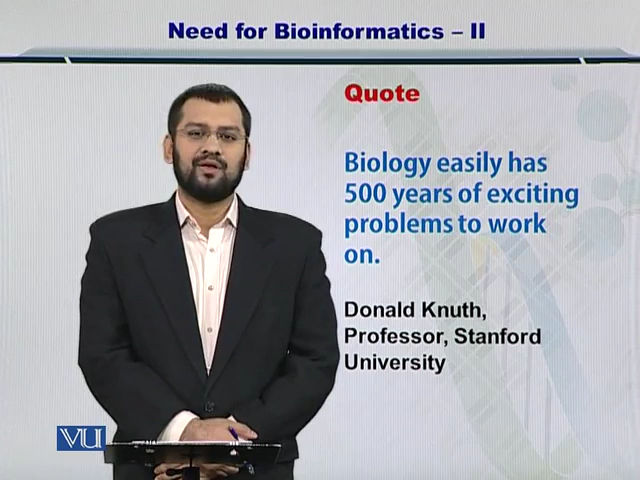 Need for Bioinformatics – II
Quote
Biology easily has
500 years of exciting
problems to work
on.
Donald Knuth,
Professor, Stanford
University
VU